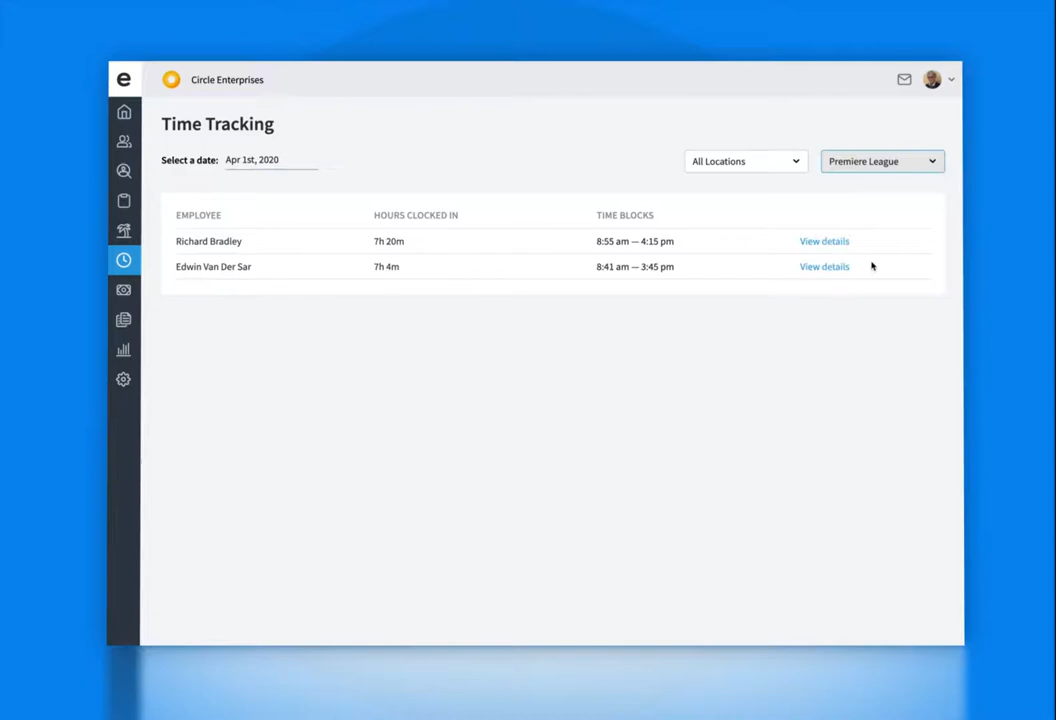 e
Circle Enterprises
Time Tracking
Select a date: Apr 1st, 2020
All Locations
Premiere League
EMPLOYEE HOURS CLOCKED IN TIME BLOCKS
Richard Bradley 7h 20m 8:55 am — 4:15 pm View details
Edwin Van Der Sar 7h 4m 8:41 am — 3:45 pm View details